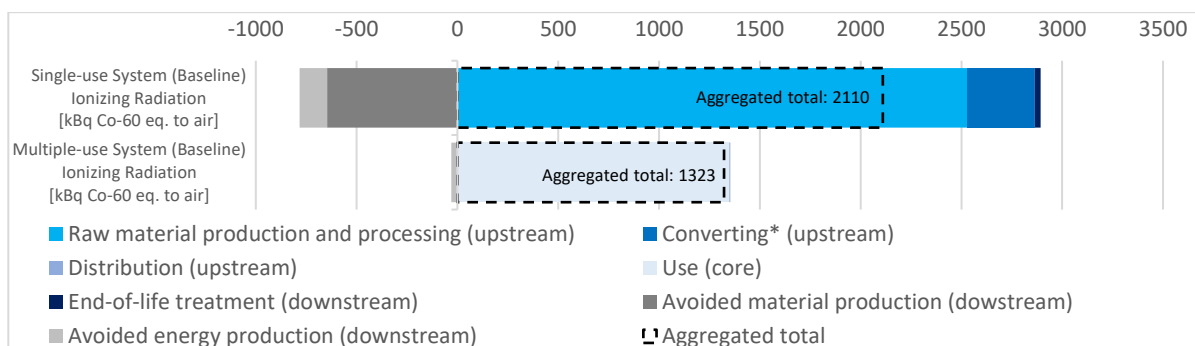 -1000 -500 0 500 1000 1500 2000 2500 3000 3500
Single-use System (Baseline)
Ionizing Radiation
[kBq Co-60 eq. to air]
Aggregated total: 2110
Multiple-use System (Baseline)
Ionizing Radiation
[kBq Co-60 eq. to air]
Aggregated total: 1323
Raw material production and processing (upstream) Converting* (upstream)
Distribution (upstream) Use (core)
End-of-life treatment (downstream) Avoided material production (dowstream)
Avoided energy production (downstream) Aggregated total